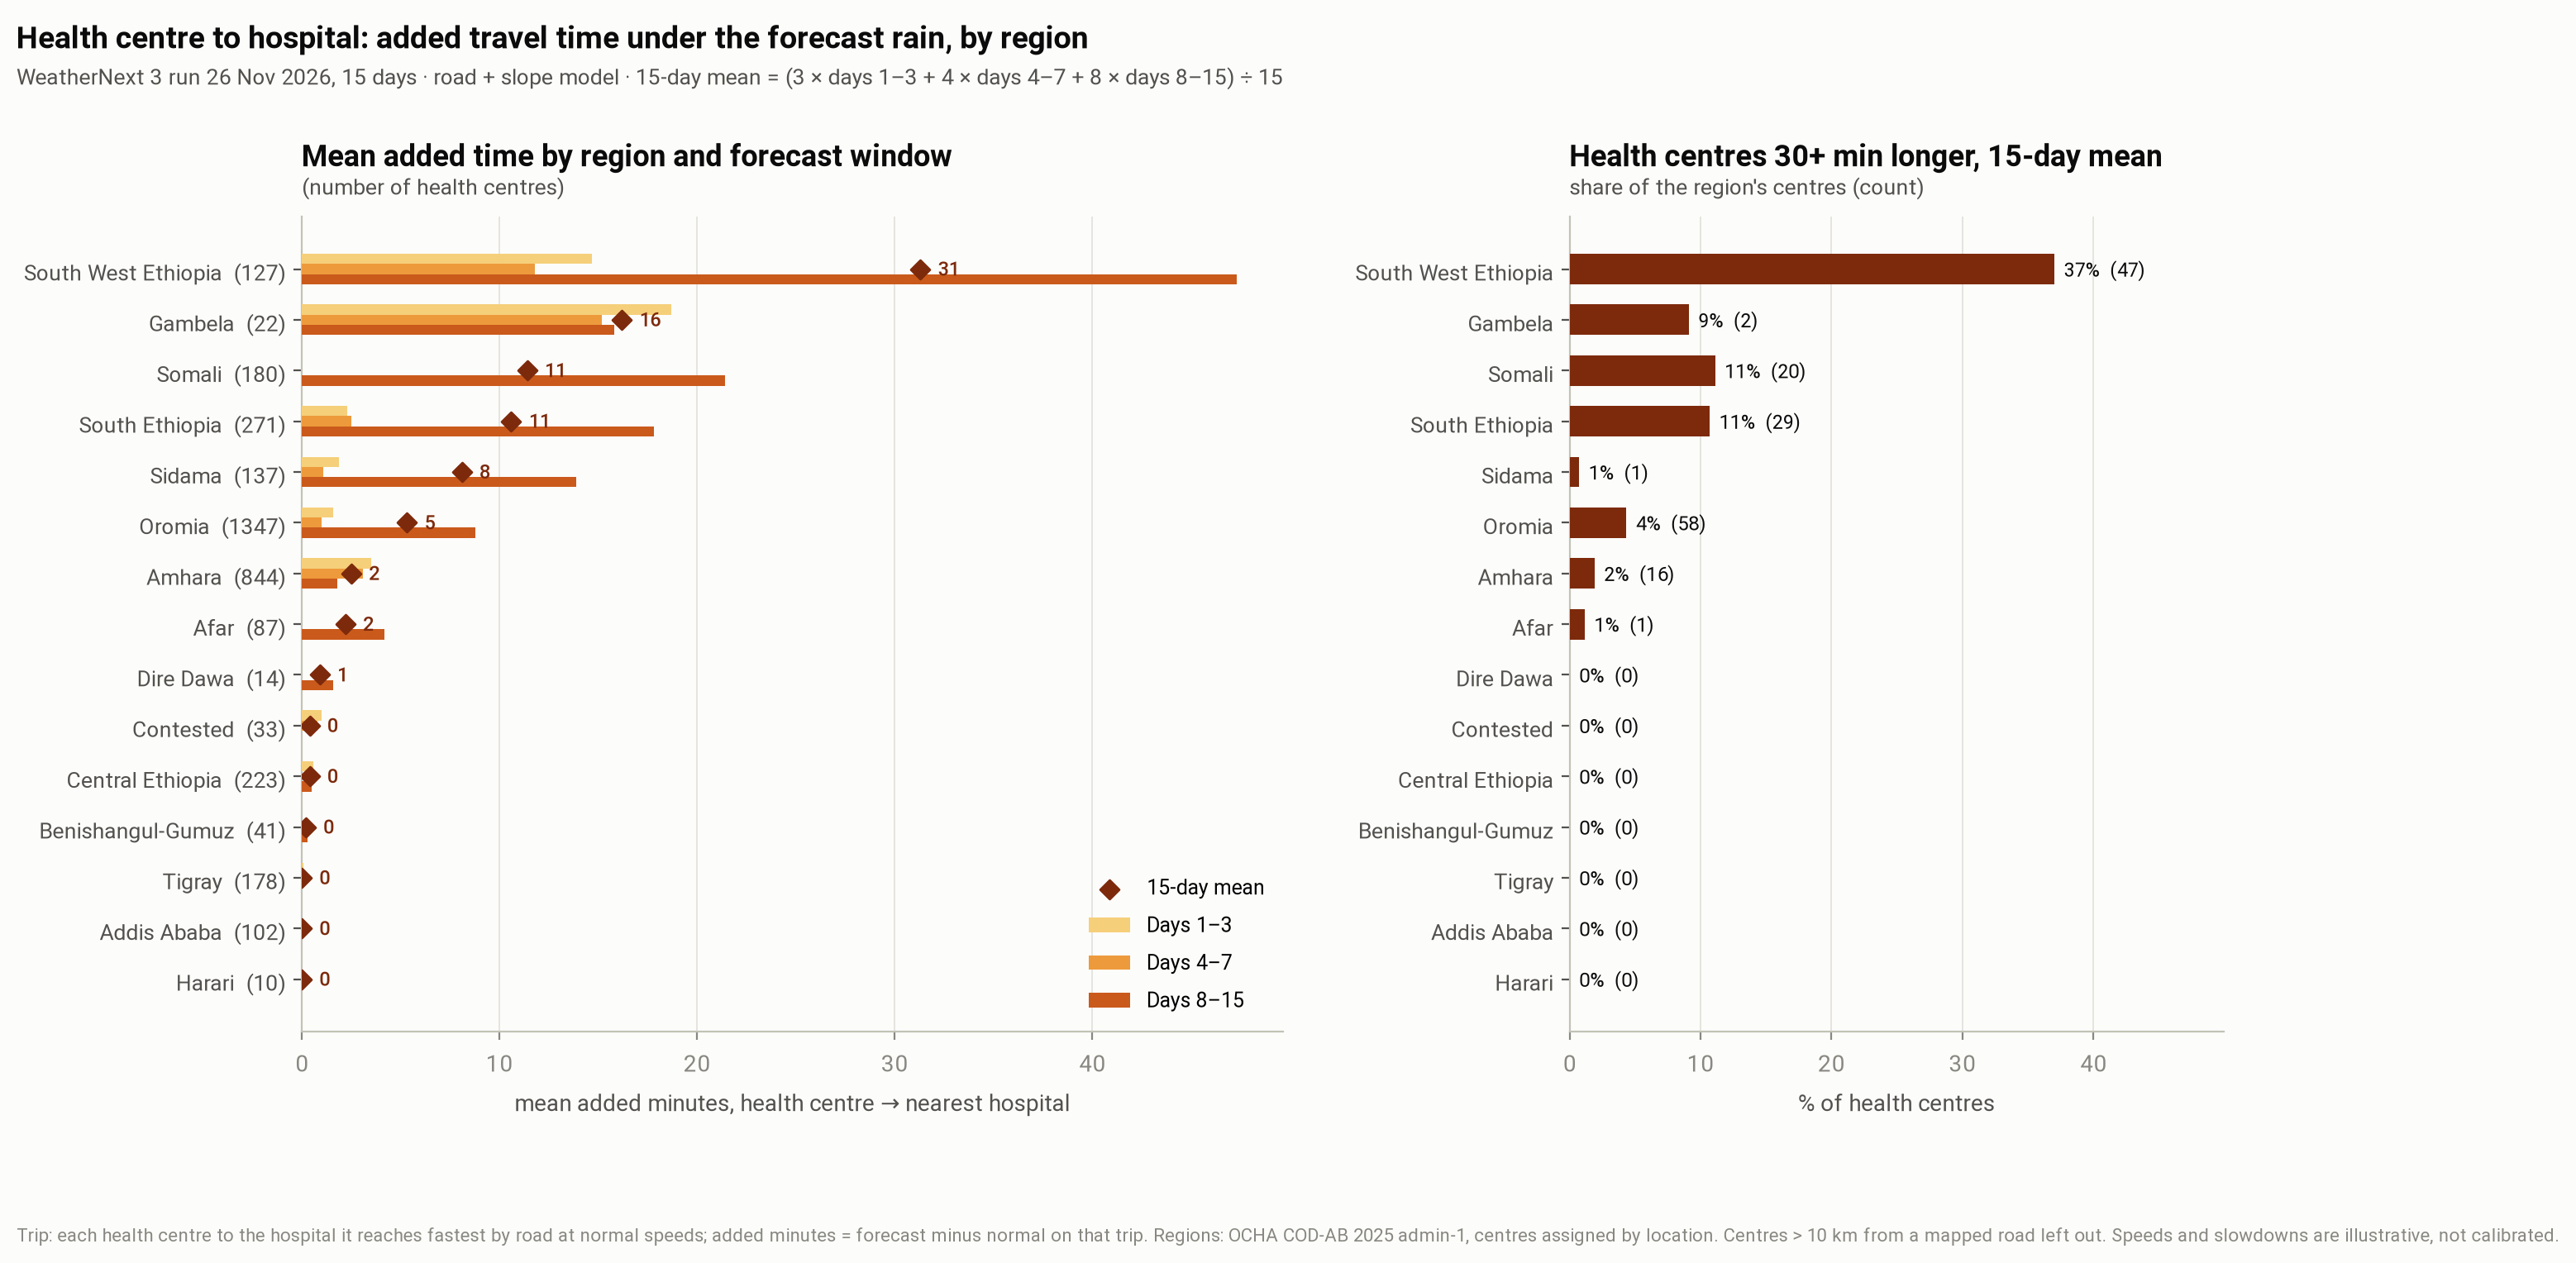 Health centre to hospital: added travel time under the forecast rain, by region
WeatherNext 3 run 26 Nov 2026, 15 days · road + slope model · 15-day mean = (3 × days 1–3 + 4 × days 4–7 + 8 × days 8–15) ÷ 15
Mean added time by region and forecast window
(number of health centres)
South West Ethiopia (127)
31
Gambela (22)
16
Somali (180)
11
South Ethiopia (271)
11
Sidama (137)
8
Oromia (1347)
5
Amhara (844)
2
Afar (87)
2
Dire Dawa (14)
1
Contested (33)
0
Central Ethiopia (223)
0
Benishangul-Gumuz (41)
0
Tigray (178)
0
Addis Ababa (102)
0
Harari (10)
0
15-day mean
Days 1–3
Days 4–7
Days 8–15
0 10 20 30 40
mean added minutes, health centre → nearest hospital
Health centres 30+ min longer, 15-day mean
share of the region's centres (count)
South West Ethiopia 37% (47)
Gambela 9% (2)
Somali 11% (20)
South Ethiopia 11% (29)
Sidama 1% (1)
Oromia 4% (58)
Amhara 2% (16)
Afar 1% (1)
Dire Dawa 0% (0)
Contested 0% (0)
Central Ethiopia 0% (0)
Benishangul-Gumuz 0% (0)
Tigray 0% (0)
Addis Ababa 0% (0)
Harari 0% (0)
0 10 20 30 40
% of health centres
Trip: each health centre to the hospital it reaches fastest by road at normal speeds; added minutes = forecast minus normal on that trip. Regions: OCHA COD-AB 2025 admin-1, centres assigned by location. Centres > 10 km from a mapped road left out. Speeds and slowdowns are illustrative, not calibrated.